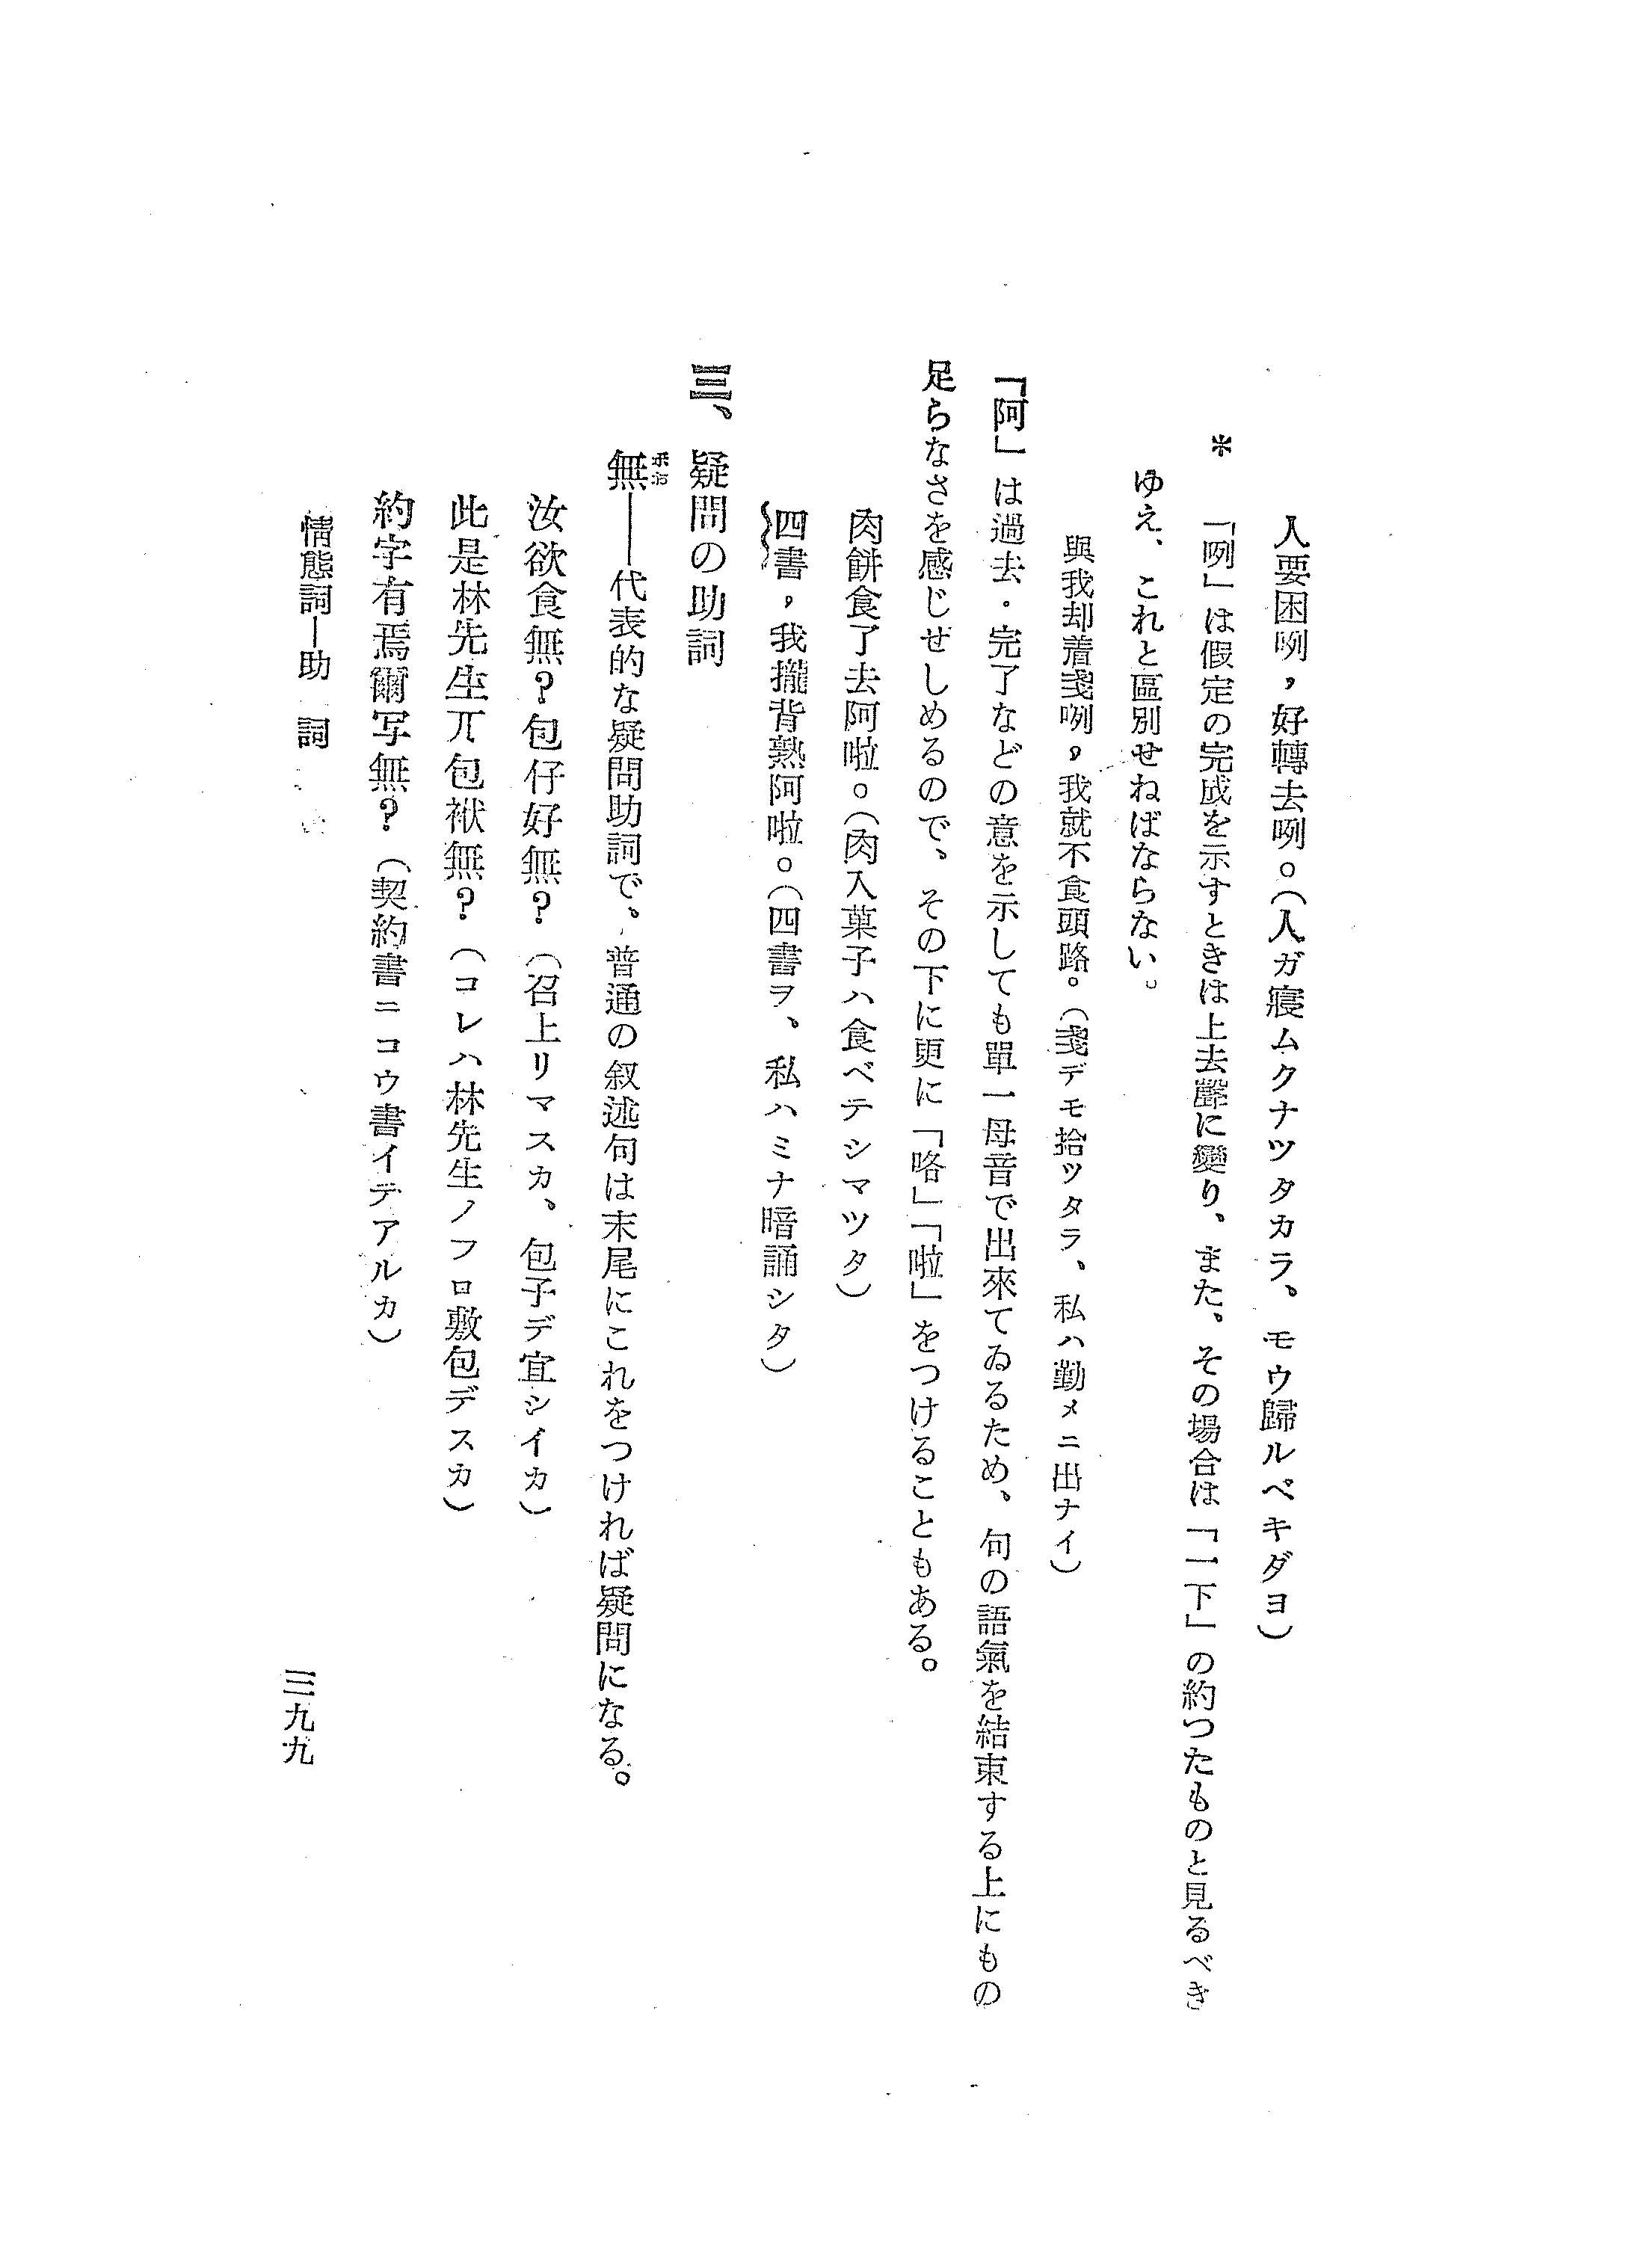 人要困咧，好轉去咧。（人ガ寢ムクナツタカラ、モウ歸ルベキダヨ）
＊「咧」は假定の完成を示すときは上去聲に變り、また、その場合は「一下」の約つたものと見るべき
ゆえ、これと區別せねばならない。
與我却着戔咧，我就不食頭路。（戔デモ拾ツタラ、私ハ勤メニ出ナイ）
「阿」は過去・完了などの意を示しても單一母音で出來てゐるため、句の語氣を結束する上にもの
足らなさを感じせしめるので、その下に更に「咯」「啦」をつけることもある。
肉餅食了去阿啦。（肉入菓子ハ食ベテシマツタ）
四書，我攏背熟阿啦。（四書ヲ、私ハミナ暗誦シタ）
三、疑問の助詞
無――代表的な疑問助詞で、普通の叙述句は末尾にこれをつければ疑問になる。
汝欲食無？包仔好無？（召上リマスカ、包子デ宜シイカ）
此是林先生丌包袱無？（コレハ林先生ノフロ敷包デスカ）
約字有焉爾写無？（契約書ニコウ書イテアルカ）
情態詞―助詞
三九九